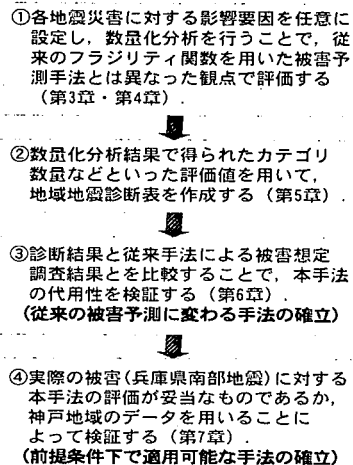 ①各地震災害に対する影響要因を任意に
設定し，数量化分析を行うことで，従
来のフラジリティ関数を用いた被害予
測手法とは異なった観点で評価する
（第3章・第4章）．
②数量化分析結果で得られたカテゴリ
数量などといった評価値を用いて，
地域地震診断表を作成する（第5章）．
③診断結果と従来手法による被害想定
調査結果とを比較することで，本手法
の代用性を検証する（第6章）．
(従来の被害予測に変わる手法の確立)
④実際の被害(兵庫県南部地震)に対する
本手法の評価が妥当なものであるか，
神戸地域のデータを用いることに
よって検証する（第7章）．
(前提条件下で適用可能な手法の確立)